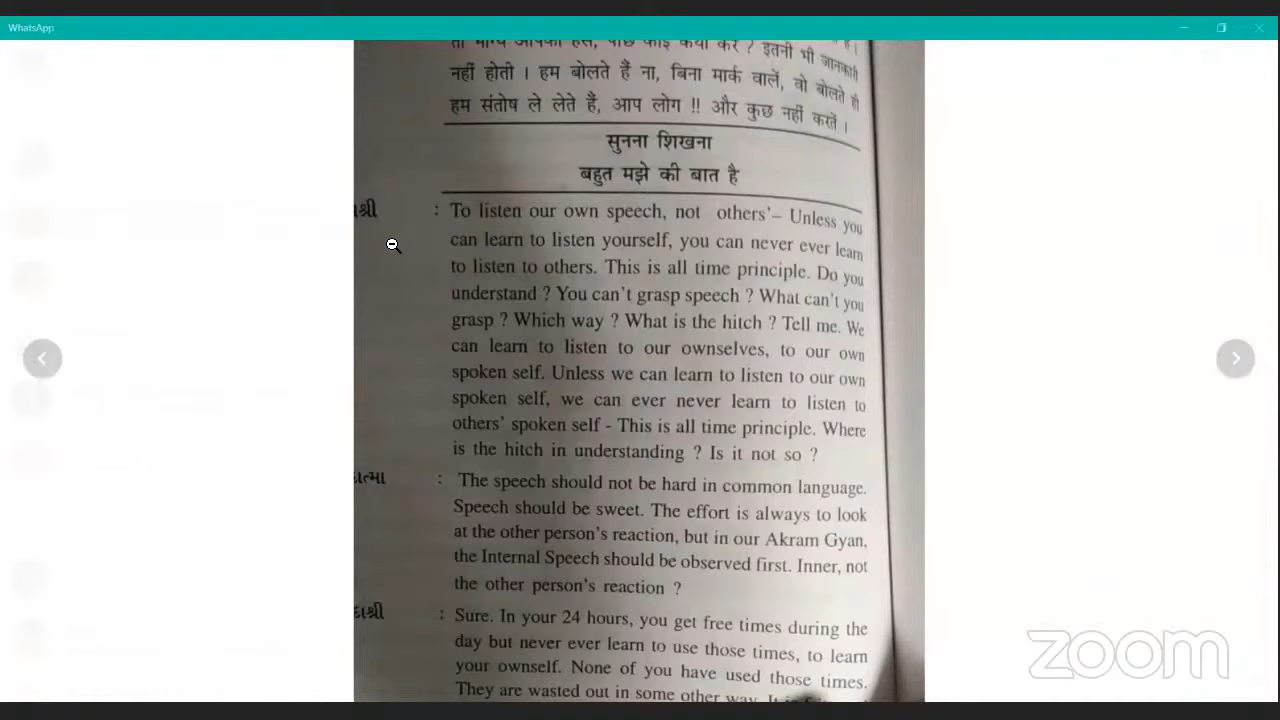 WhatsApp
तो भाग्य आपका हंसे, पीछे कोई क्या करे ? इतनी भी जानकारी
नहीं होती । हम बोलते हैं ना, बिना मार्क वालें, वो बोलते ही
हम संतोष ले लेते हैं, आप लोग !! और कुछ नहीं करतें ।
सुनना शिखना
बहुत मझे की बात है
: To listen our own speech, not others'– Unless you
can learn to listen yourself, you can never ever learn
to listen to others. This is all time principle. Do you
understand ? You can't grasp speech ? What can't you
grasp ? Which way ? What is the hitch ? Tell me. We
can learn to listen to our ownselves, to our own
spoken self. Unless we can learn to listen to our own
spoken self, we can ever never learn to listen to
others' spoken self - This is all time principle. Where
is the hitch in understanding ? Is it not so ?
: The speech should not be hard in common language.
Speech should be sweet. The effort is always to look
at the other person's reaction, but in our Akram Gyan,
the Internal Speech should be observed first. Inner, not
the other person's reaction ?
: Sure. In your 24 hours, you get free times during the
day but never ever learn to use those times, to learn
your ownself. None of you have used those times.
They are wasted out in some other way. It is
zoom